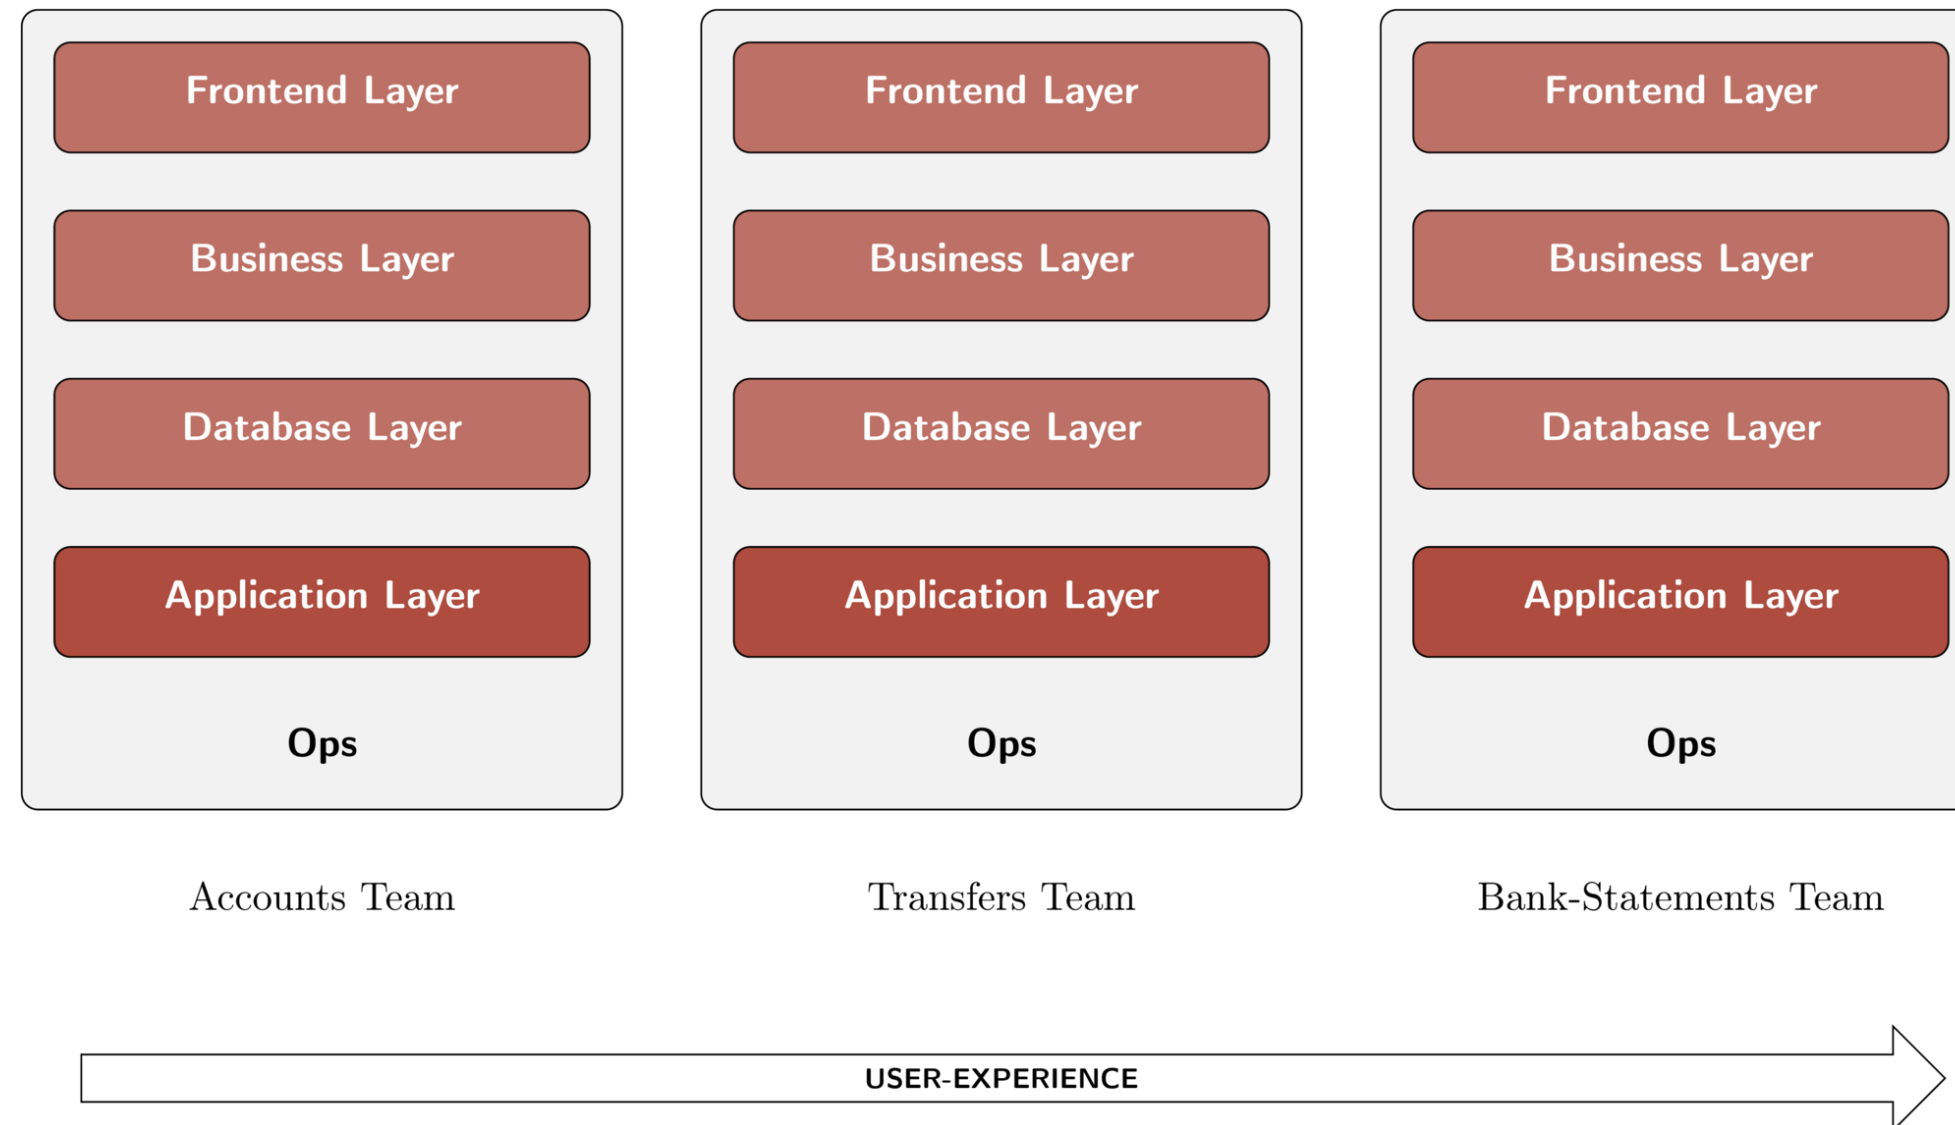 Frontend Layer
Business Layer
Database Layer
Application Layer
Ops
Accounts Team
Frontend Layer
Business Layer
Database Layer
Application Layer
Ops
Transfers Team
Frontend Layer
Business Layer
Database Layer
Application Layer
Ops
Bank-Statements Team
USER-EXPERIENCE